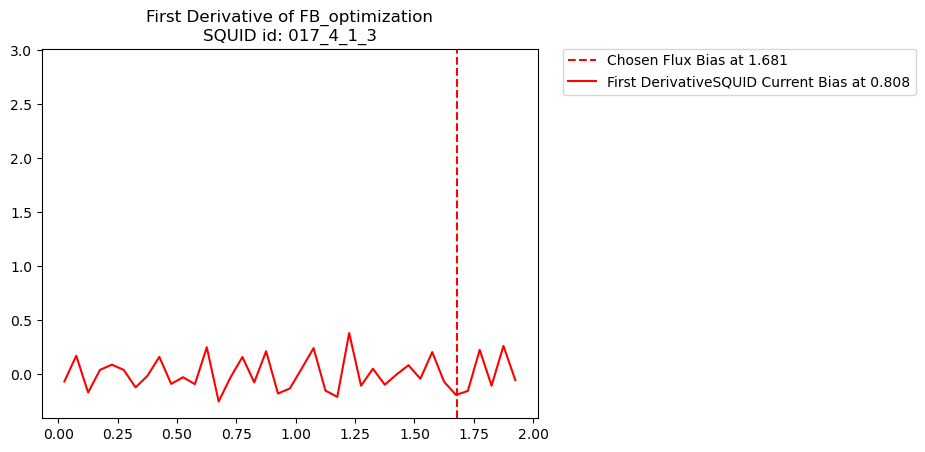 First Derivative of FB_optimization
SQUID id: 017_4_1_3
Chosen Flux Bias at 1.681
First DerivativeSQUID Current Bias at 0.808
3.0
2.5
2.0
1.5
1.0
0.5
0.0
0.00 0.25 0.50 0.75 1.00 1.25 1.50 1.75 2.00